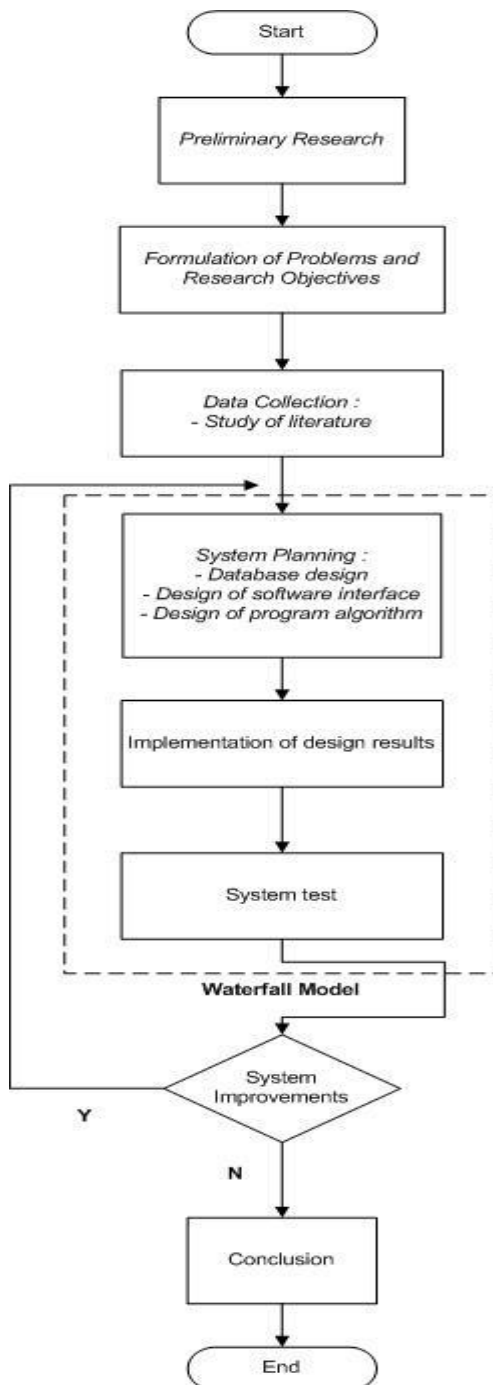 Start
Preliminary Research
Formulation of Problems and
Research Objectives
Data Collection :
- Study of literature
System Planning :
- Database design
- Design of software interface
- Design of program algorithm
Implementation of design results
System test
Waterfall Model
System
Improvements
Y
N
Conclusion
End